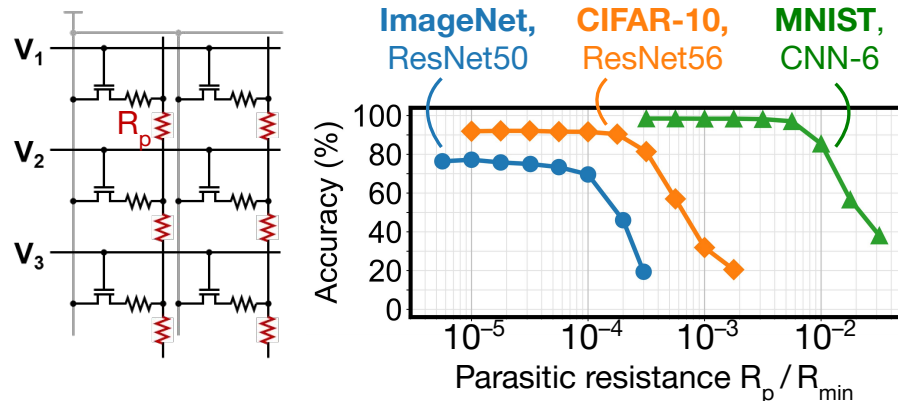 V₁
Rₚ
V₂
V₃
ImageNet,
ResNet50
CIFAR-10,
ResNet56
MNIST,
CNN-6
Accuracy (%)
100
80
60
40
20
0
10⁻⁵
10⁻⁴
10⁻³
10⁻²
Parasitic resistance Rₚ / Rₘᵢₙ